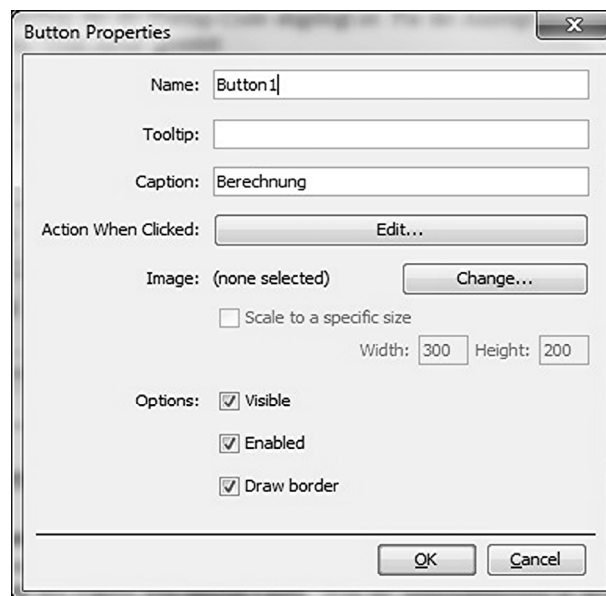 Button Properties
Name: Button1
Tooltip:
Caption: Berechnung
Action When Clicked: Edit...
Image: (none selected) Change...
Scale to a specific size
Width: 300 Height: 200
Options: Visible
Enabled
Draw border
OK Cancel